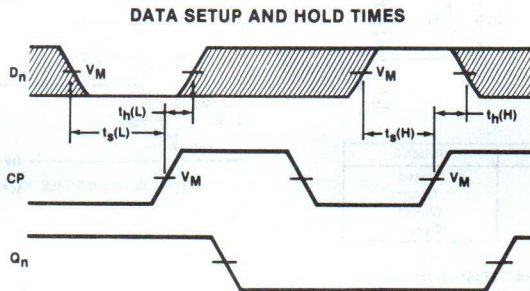 DATA SETUP AND HOLD TIMES
Dn
VM
VM
th(L)
th(H)
ts(L)
ts(H)
CP
VM
VM
Qn